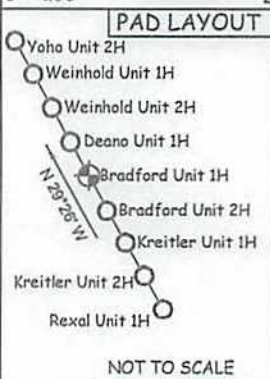 PAD LAYOUT
Yoho Unit 2H
Weinhold Unit 1H
Weinhold Unit 2H
Deano Unit 1H
Bradford Unit 1H
N 29°26' W
Bradford Unit 2H
Kreitler Unit 1H
Kreitler Unit 2H
Rexal Unit 1H
NOT TO SCALE